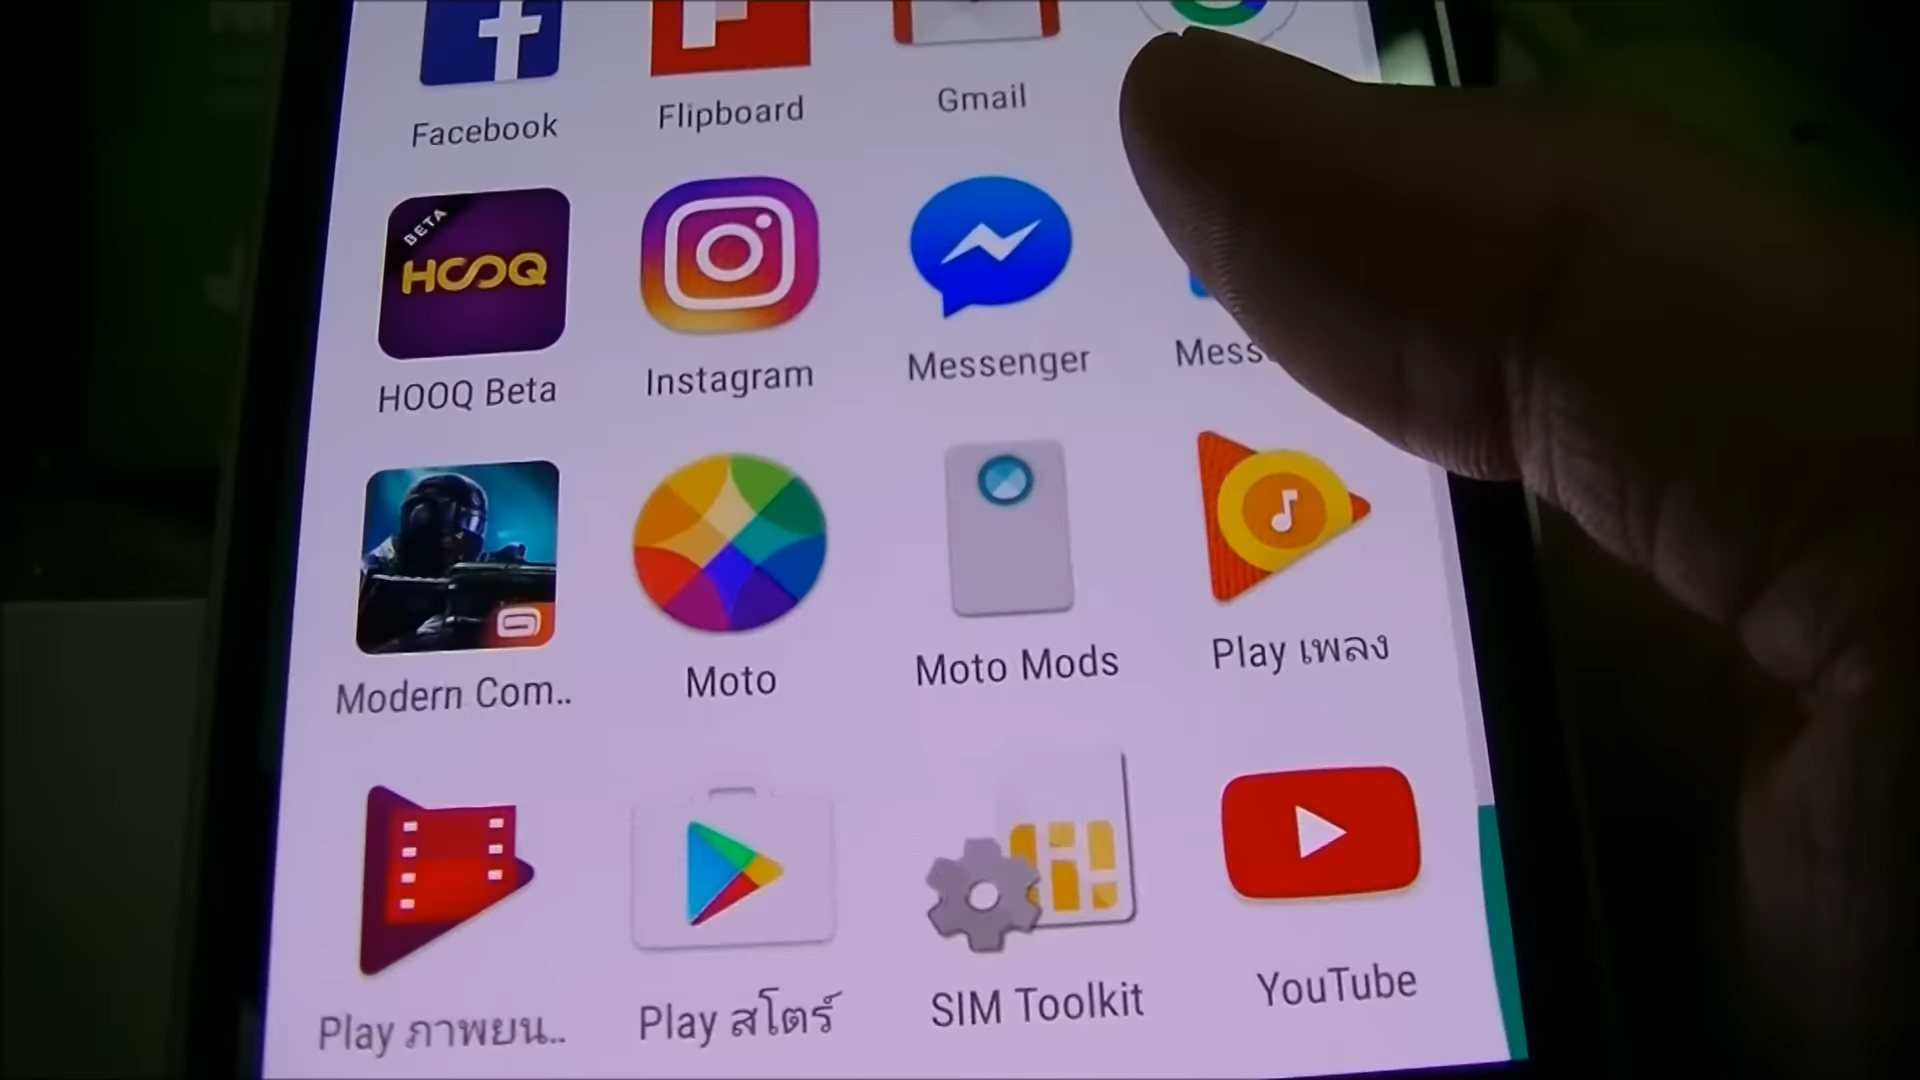 Facebook
Flipboard
Gmail
BETA
HOOQ
HOOQ Beta
Instagram
Messenger
Modern Com..
Moto
Moto Mods
Play เพลง
Play ภาพยน..
Play สโตร์
SIM Toolkit
YouTube